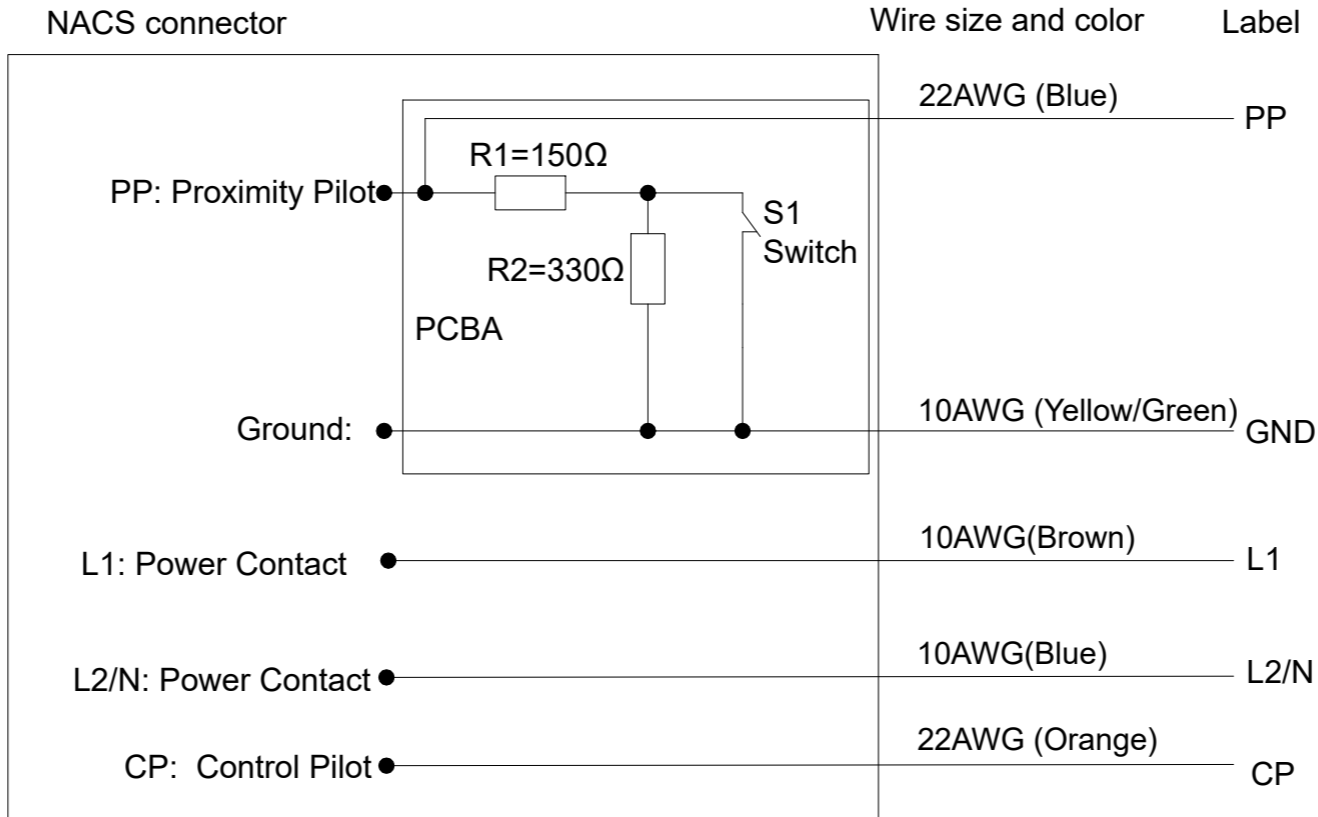 NACS connector
Wire size and color
Label
22AWG (Blue)
PP
R1=150Ω
PP: Proximity Pilot
S1
Switch
R2=330Ω
PCBA
10AWG (Yellow/Green)
Ground:
GND
10AWG(Brown)
L1: Power Contact
L1
10AWG(Blue)
L2/N: Power Contact
L2/N
22AWG (Orange)
CP: Control Pilot
CP